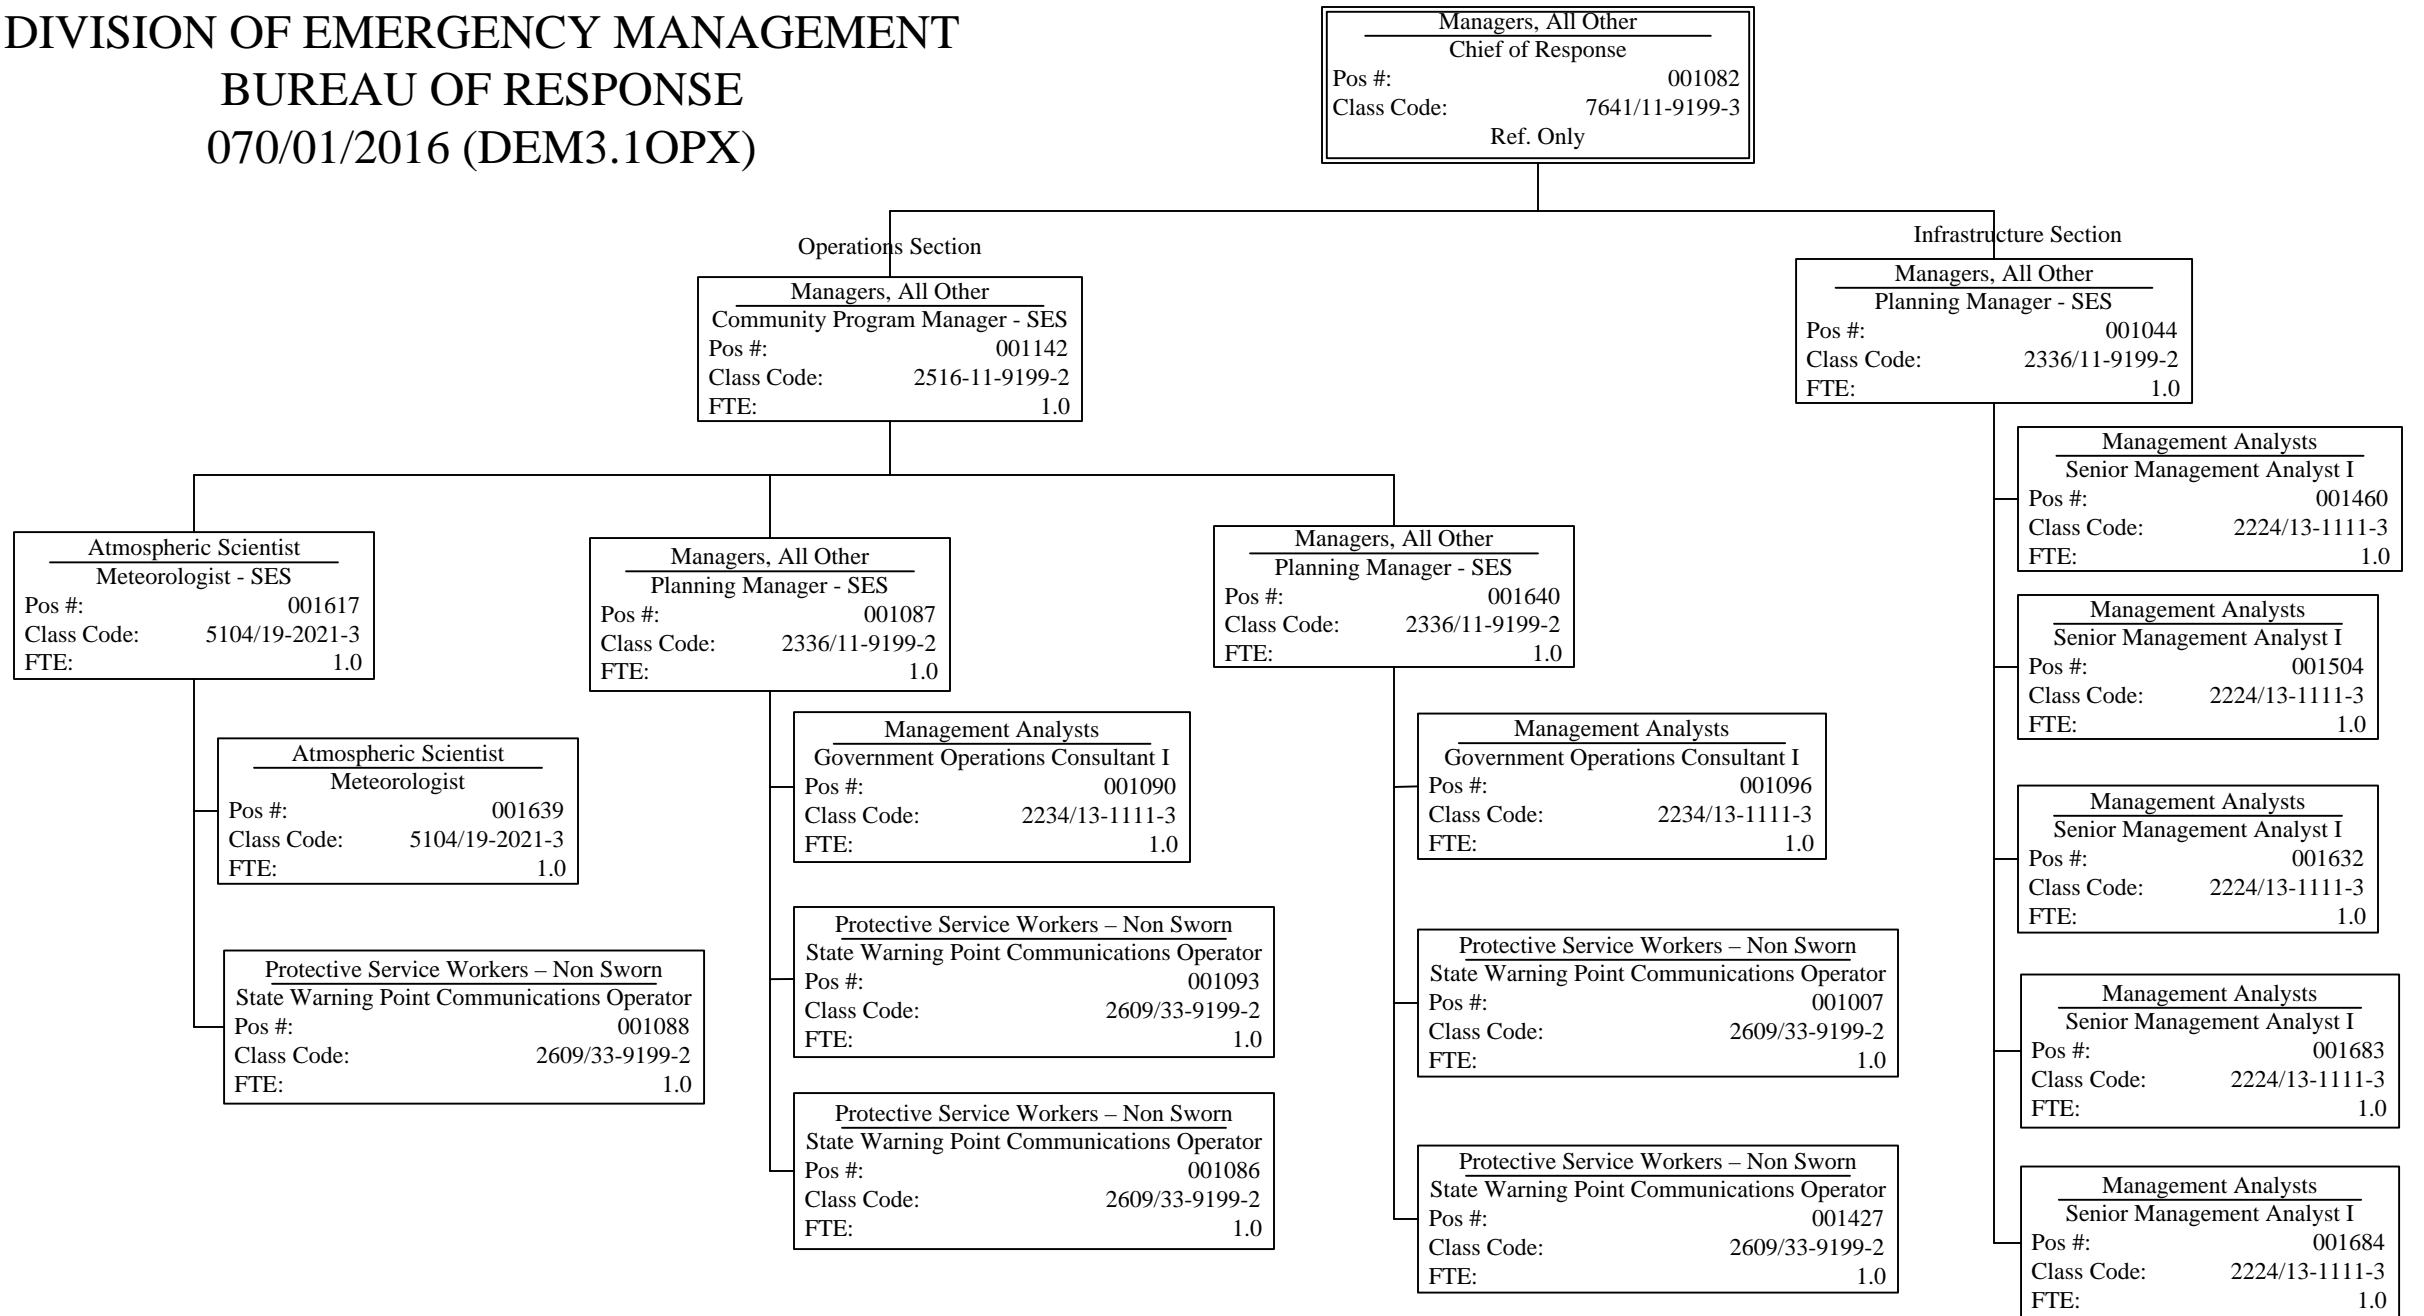 DIVISION OF EMERGENCY MANAGEMENT
BUREAU OF RESPONSE
070/01/2016 (DEM3.1OPX)
Managers, All Other
Chief of Response
Pos #: 001082
Class Code: 7641/11-9199-3
Ref. Only
Operations Section
Managers, All Other
Community Program Manager - SES
Pos #: 001142
Class Code: 2516-11-9199-2
FTE: 1.0
Atmospheric Scientist
Meteorologist - SES
Pos #: 001617
Class Code: 5104/19-2021-3
FTE: 1.0
Atmospheric Scientist
Meteorologist
Pos #: 001639
Class Code: 5104/19-2021-3
FTE: 1.0
Protective Service Workers – Non Sworn
State Warning Point Communications Operator
Pos #: 001088
Class Code: 2609/33-9199-2
FTE: 1.0
Managers, All Other
Planning Manager - SES
Pos #: 001087
Class Code: 2336/11-9199-2
FTE: 1.0
Management Analysts
Government Operations Consultant I
Pos #: 001090
Class Code: 2234/13-1111-3
FTE: 1.0
Protective Service Workers – Non Sworn
State Warning Point Communications Operator
Pos #: 001093
Class Code: 2609/33-9199-2
FTE: 1.0
Protective Service Workers – Non Sworn
State Warning Point Communications Operator
Pos #: 001086
Class Code: 2609/33-9199-2
FTE: 1.0
Managers, All Other
Planning Manager - SES
Pos #: 001640
Class Code: 2336/11-9199-2
FTE: 1.0
Management Analysts
Government Operations Consultant I
Pos #: 001096
Class Code: 2234/13-1111-3
FTE: 1.0
Protective Service Workers – Non Sworn
State Warning Point Communications Operator
Pos #: 001007
Class Code: 2609/33-9199-2
FTE: 1.0
Protective Service Workers – Non Sworn
State Warning Point Communications Operator
Pos #: 001427
Class Code: 2609/33-9199-2
FTE: 1.0
Infrastructure Section
Managers, All Other
Planning Manager - SES
Pos #: 001044
Class Code: 2336/11-9199-2
FTE: 1.0
Management Analysts
Senior Management Analyst I
Pos #: 001460
Class Code: 2224/13-1111-3
FTE: 1.0
Management Analysts
Senior Management Analyst I
Pos #: 001504
Class Code: 2224/13-1111-3
FTE: 1.0
Management Analysts
Senior Management Analyst I
Pos #: 001632
Class Code: 2224/13-1111-3
FTE: 1.0
Management Analysts
Senior Management Analyst I
Pos #: 001683
Class Code: 2224/13-1111-3
FTE: 1.0
Management Analysts
Senior Management Analyst I
Pos #: 001684
Class Code: 2224/13-1111-3
FTE: 1.0